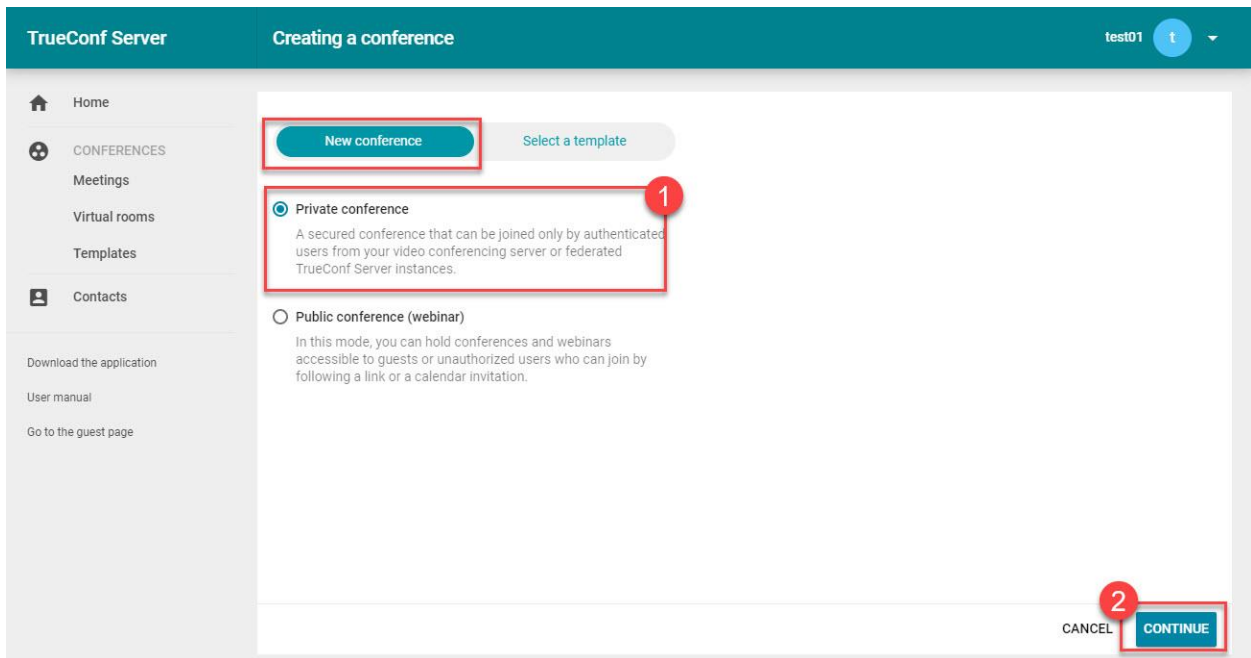 TrueConf Server
Creating a conference
test01
t
Home
CONFERENCES
Meetings
Virtual rooms
Templates
Contacts
Download the application
User manual
Go to the guest page
New conference
Select a template
1
Private conference
A secured conference that can be joined only by authenticated
users from your video conferencing server or federated
TrueConf Server instances.
Public conference (webinar)
In this mode, you can hold conferences and webinars
accessible to guests or unauthorized users who can join by
following a link or a calendar invitation.
2
CANCEL
CONTINUE